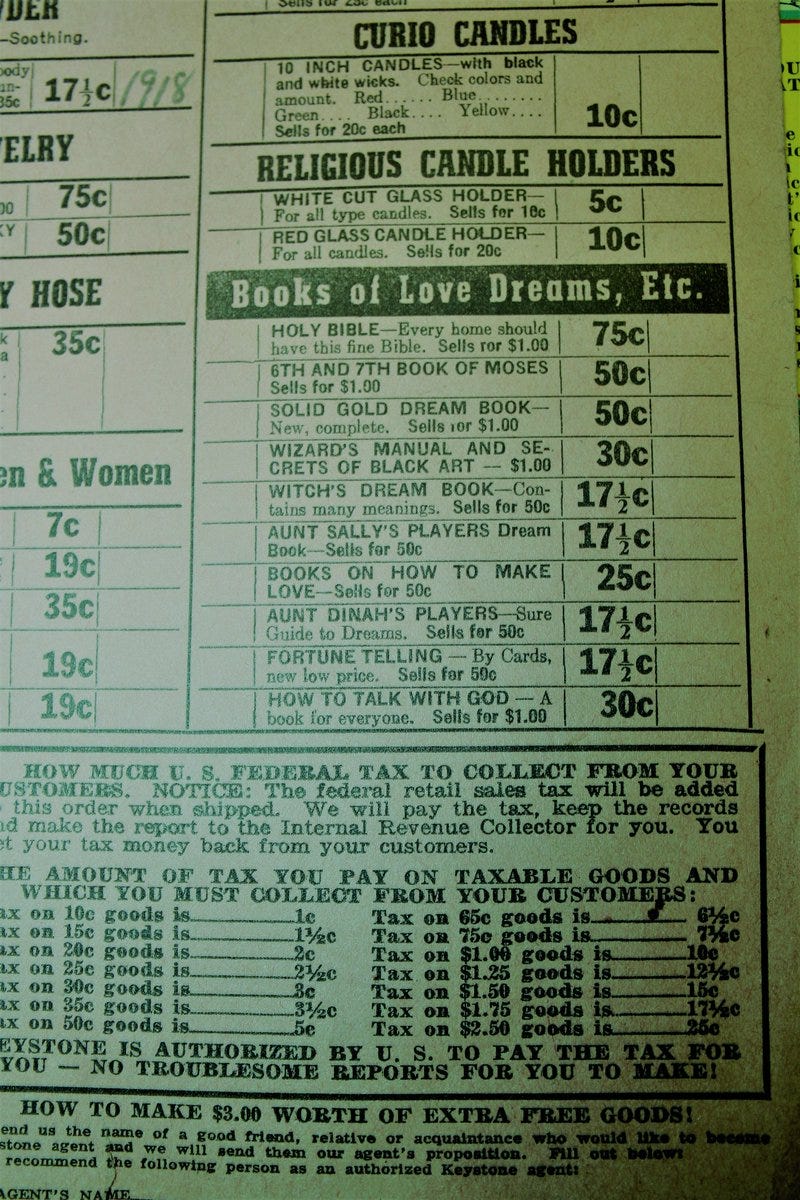 DER
Sells for 25c each
—Soothing.
ody
an-
35c
17½c
1918
ELRY
00
75c
KY
50c
Y HOSE
k
a
35c
en & Women
7c
19c
35c
19c
19c
CURIO CANDLES
10 INCH CANDLES—with black
and white wicks. Check colors and
amount. Red...... Blue........
Green.... Black.... Yellow....
Sells for 20c each
10c
RELIGIOUS CANDLE HOLDERS
WHITE CUT GLASS HOLDER—
For all type candles. Sells for 10c
5c
RED GLASS CANDLE HOLDER—
For all candles. Sells for 20c
10c
Books of Love Dreams, Etc.
HOLY BIBLE—Every home should
have this fine Bible. Sells ror $1.00
75c
6TH AND 7TH BOOK OF MOSES
Sells for $1.00
50c
SOLID GOLD DREAM BOOK—
New, complete. Sells for $1.00
50c
WIZARD'S MANUAL AND SE-
CRETS OF BLACK ART — $1.00
30c
WITCH'S DREAM BOOK—Con-
tains many meanings. Sells for 50c
17½c
AUNT SALLY'S PLAYERS Dream
Book—Sells for 50c
17½c
BOOKS ON HOW TO MAKE
LOVE—Sells for 50c
25c
AUNT DINAH'S PLAYERS—Sure
Guide to Dreams. Sells for 50c
17½c
FORTUNE TELLING — By Cards,
new low price. Sells for 50c
17½c
HOW TO TALK WITH GOD — A
book for everyone. Sells for $1.00
30c
HOW MUCH U. S. FEDERAL TAX TO COLLECT FROM YOUR
USTOMERS. NOTICE: The federal retail sales tax will be added
this order when shipped. We will pay the tax, keep the records
nd make the report to the Internal Revenue Collector for you. You
et your tax money back from your customers.
HE AMOUNT OF TAX YOU PAY ON TAXABLE GOODS AND
WHICH YOU MUST COLLECT FROM YOUR CUSTOMERS:
ax on 10c goods is 1c Tax on 65c goods is 6½c
ax on 15c goods is 1½c Tax on 75c goods is 7½c
ax on 20c goods is 2c Tax on $1.00 goods is 10c
ax on 25c goods is 2½c Tax on $1.25 goods is 12½c
ax on 30c goods is 3c Tax on $1.50 goods is 15c
ax on 35c goods is 3½c Tax on $1.75 goods is 17½c
ax on 50c goods is 5c Tax on $2.50 goods is 25c
EYSTONE IS AUTHORIZED BY U. S. TO PAY THE TAX FOR
YOU — NO TROUBLESOME REPORTS FOR YOU TO MAKE!
HOW TO MAKE $3.00 WORTH OF EXTRA FREE GOODS!
end us the name of a good friend, relative or acquaintance who would like to become
stone agent and we will send them our agent's proposition. Fill out below:
recommend the following person as an authorized Keystone agent:
AGENT'S NAME